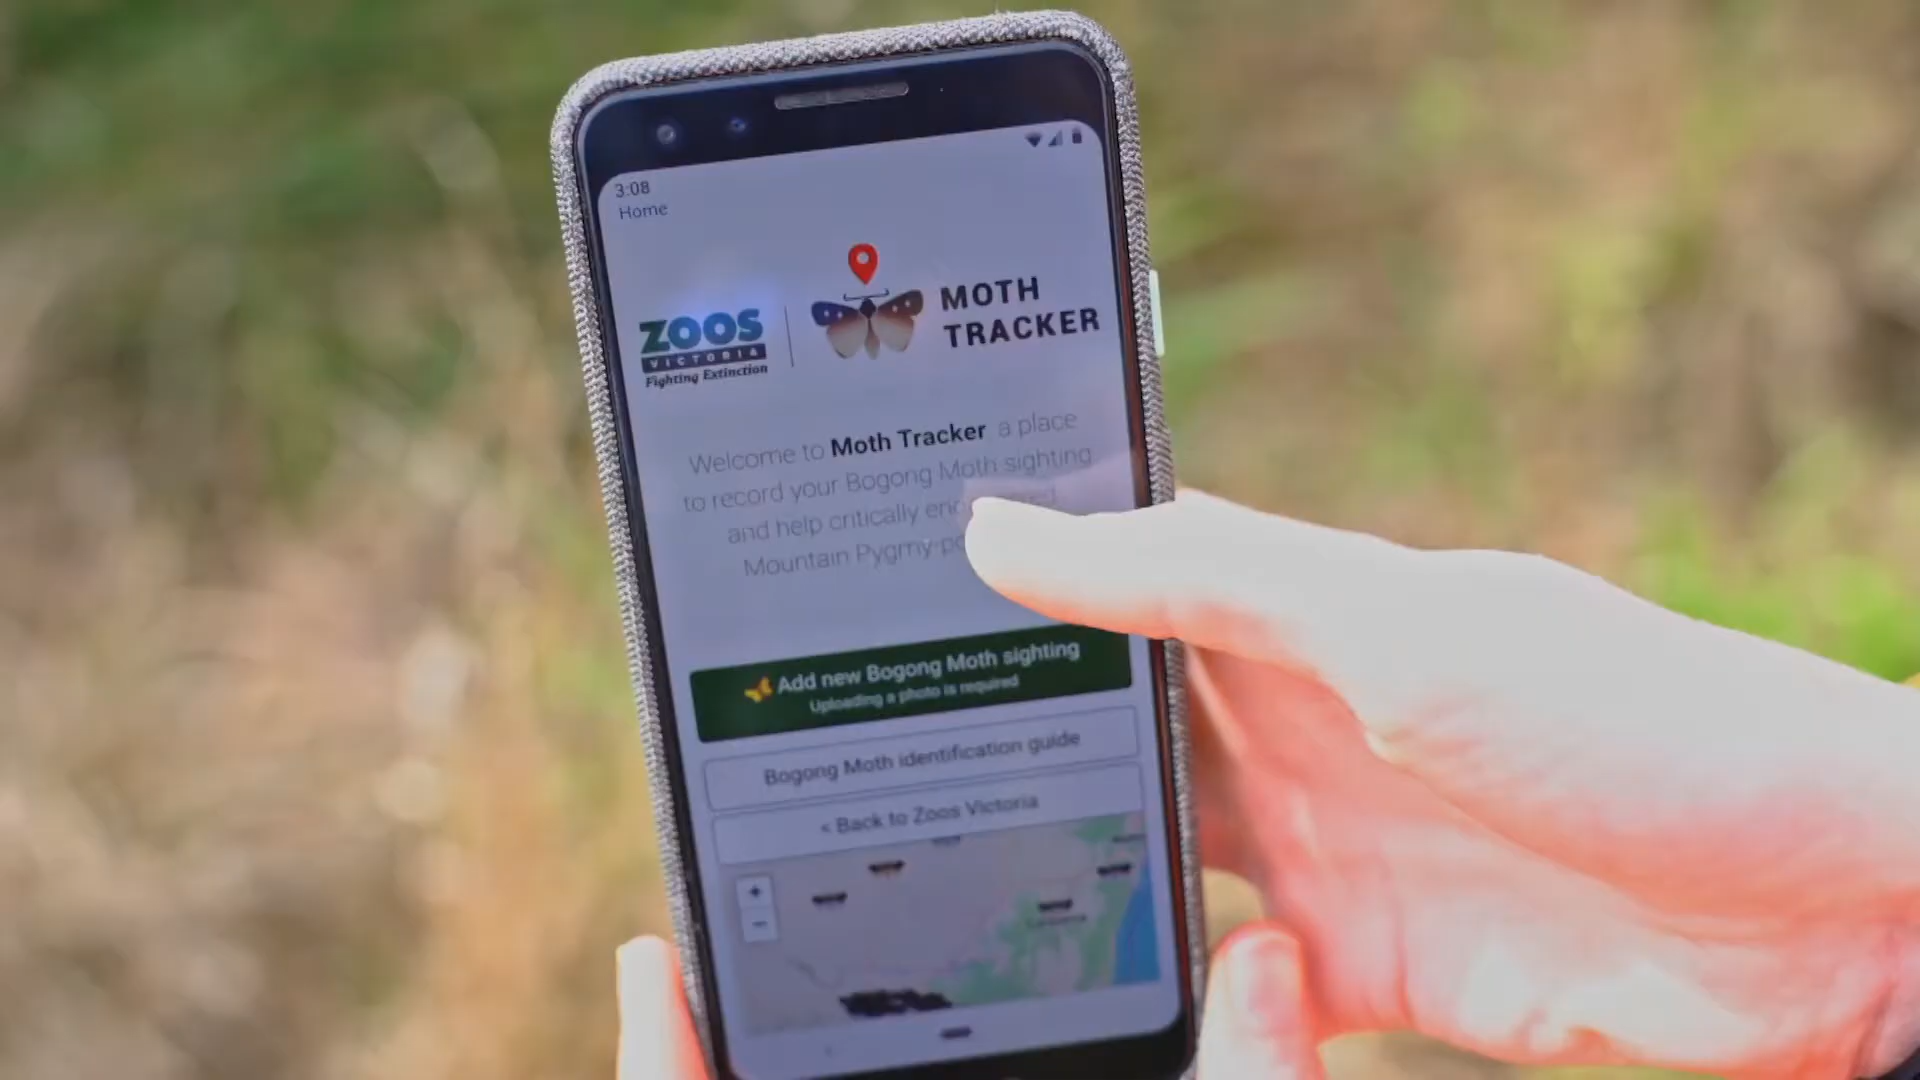 3:08
Home
ZOOS
VICTORIA
Fighting Extinction
MOTH
TRACKER
Welcome to Moth Tracker a place
to record your Bogong Moth sighting
and help critically
Mountain Pygmy-
Add new Bogong Moth sighting
Uploading a photo is required
Bogong Moth identification guide
< Back to Zoos Victoria
+
-